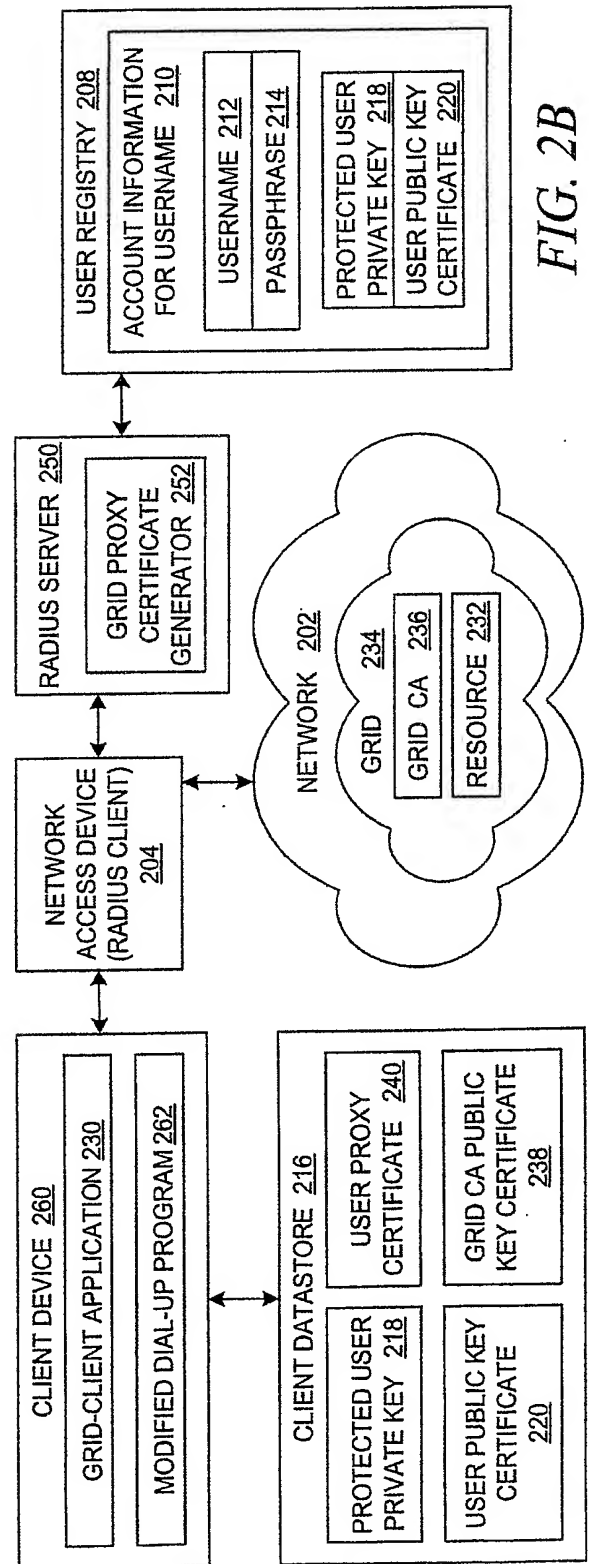 CLIENT DEVICE 260
GRID-CLIENT APPLICATION 230
MODIFIED DIAL-UP PROGRAM 262
CLIENT DATASTORE 216
PROTECTED USER
PRIVATE KEY 218
USER PROXY
CERTIFICATE 240
USER PUBLIC KEY
CERTIFICATE
220
GRID CA PUBLIC
KEY CERTIFICATE
238
NETWORK
ACCESS DEVICE
(RADIUS CLIENT)
204
RADIUS SERVER 250
GRID PROXY
CERTIFICATE
GENERATOR 252
NETWORK 202
GRID 234
GRID CA 236
RESOURCE 232
USER REGISTRY 208
ACCOUNT INFORMATION
FOR USERNAME 210
USERNAME 212
PASSPHRASE 214
PROTECTED USER
PRIVATE KEY 218
USER PUBLIC KEY
CERTIFICATE 220
FIG. 2B